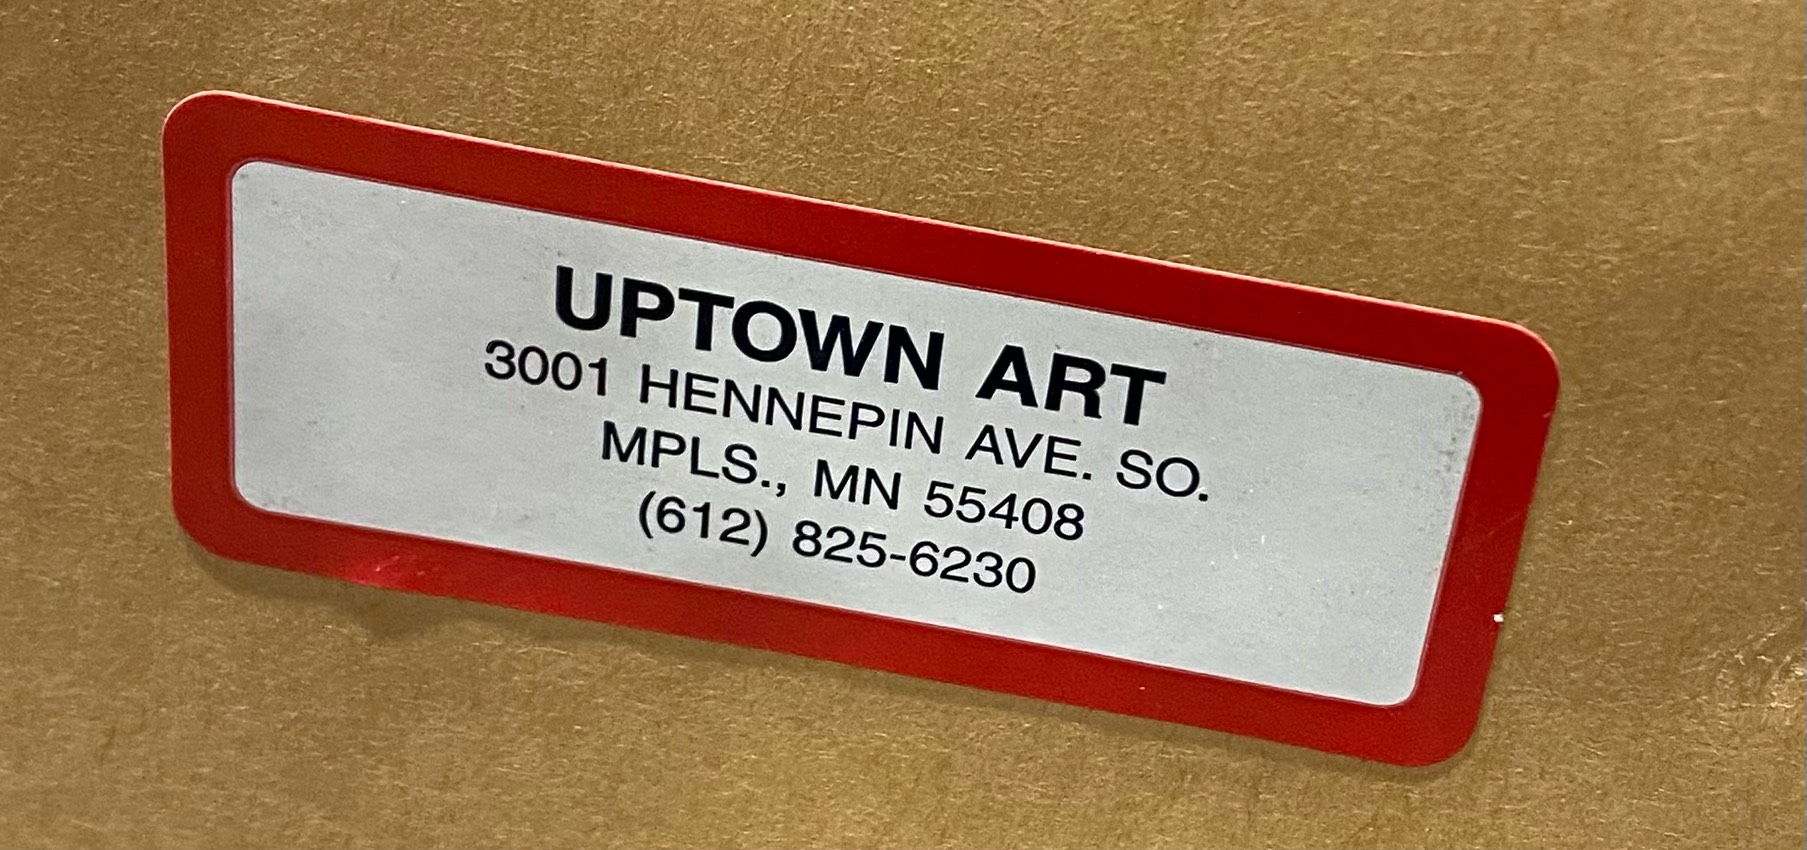 UPTOWN ART
3001 HENNEPIN AVE. SO.
MPLS., MN 55408
(612) 825-6230